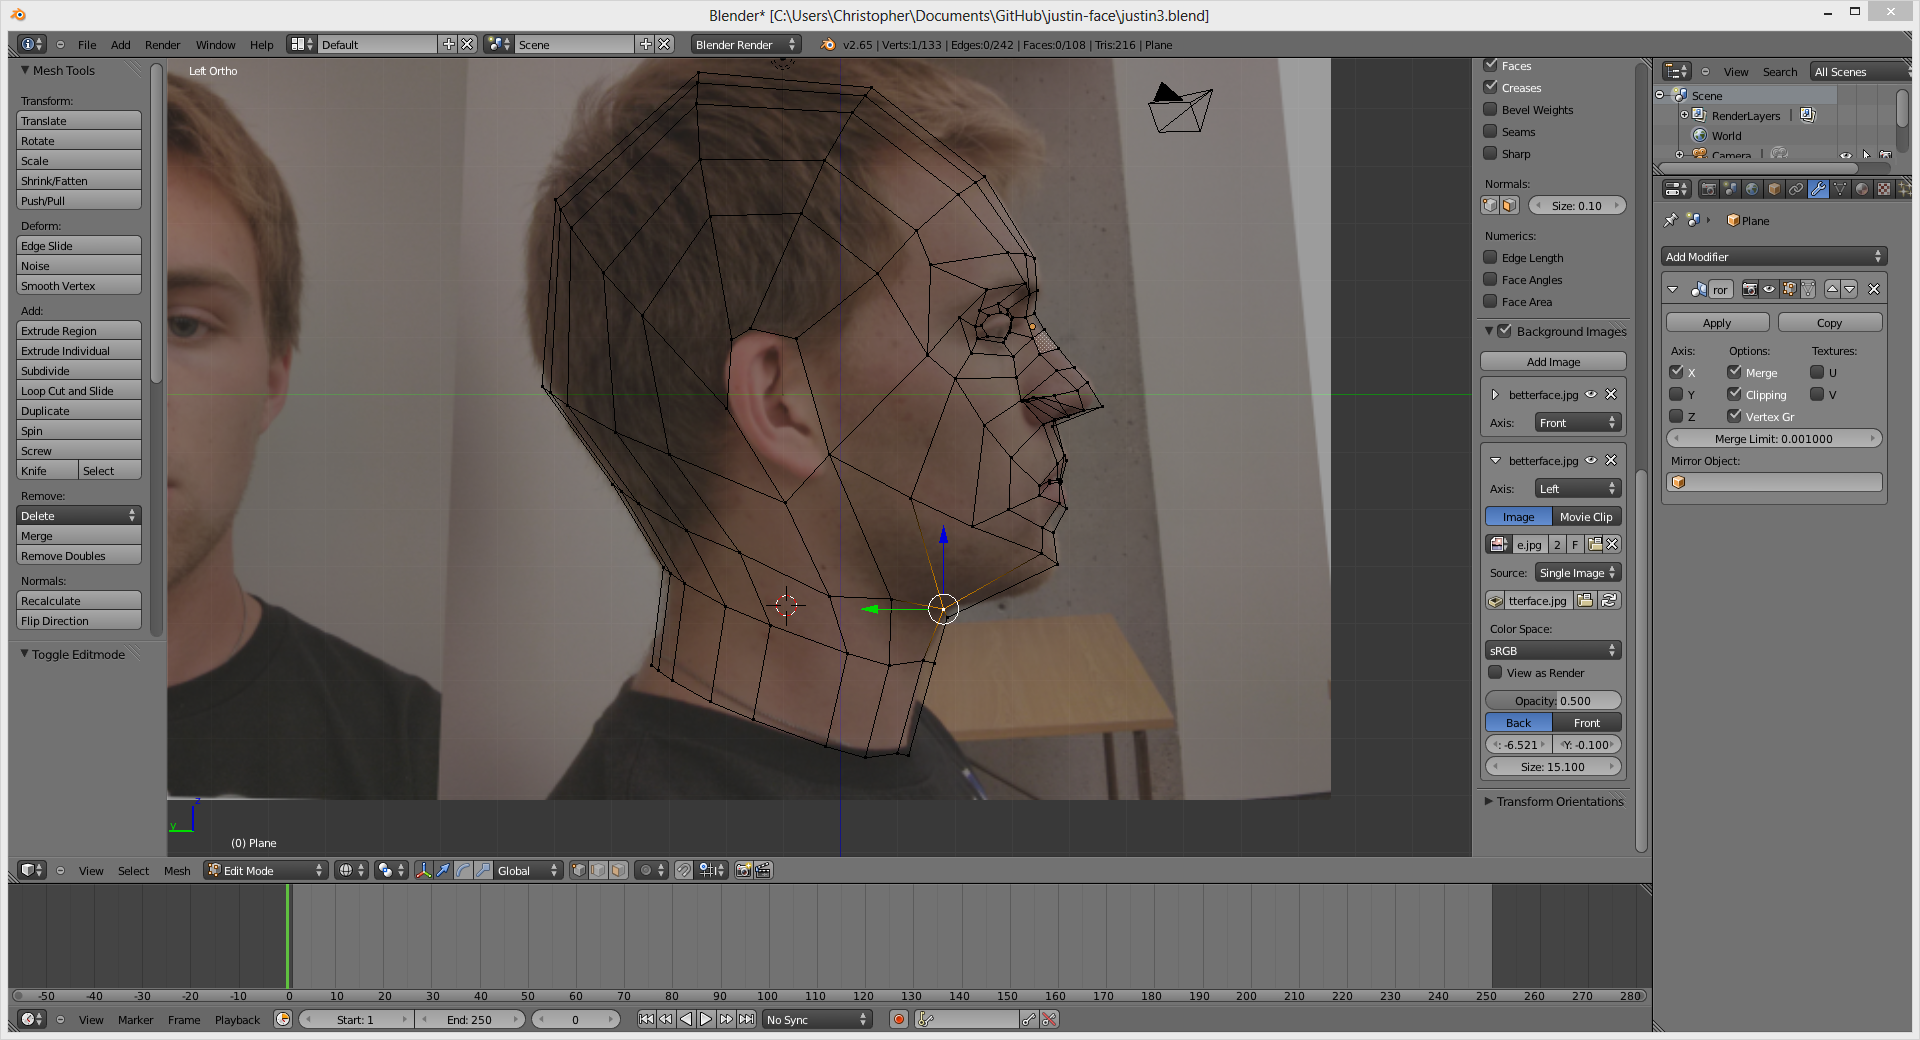 Blender* [C:\Users\Christopher\Documents\GitHub\justin-face\justin3.blend]
File Add Render Window Help Default Scene Blender Render v2.65 | Verts:1/133 | Edges:0/242 | Faces:0/108 | Tris:216 | Plane
Mesh Tools
Transform:
Translate
Rotate
Scale
Shrink/Fatten
Push/Pull
Deform:
Edge Slide
Noise
Smooth Vertex
Add:
Extrude Region
Extrude Individual
Subdivide
Loop Cut and Slide
Duplicate
Spin
Screw
Knife Select
Remove:
Delete
Merge
Remove Doubles
Normals:
Recalculate
Flip Direction
Toggle Editmode
Left Ortho
z
y
(0) Plane
Faces
Creases
Bevel Weights
Seams
Sharp
Normals:
Size: 0.10
Numerics:
Edge Length
Face Angles
Face Area
Background Images
Add Image
betterface.jpg
Axis: Front
betterface.jpg
Axis: Left
Image Movie Clip
e.jpg 2 F
Source: Single Image
tterface.jpg
Color Space:
sRGB
View as Render
Opacity: 0.500
Back Front
: -6.521 Y: -0.100
Size: 15.100
Transform Orientations
View Search All Scenes
Scene
RenderLayers |
World
Camera
Plane
Add Modifier
ror
Apply Copy
Axis: Options: Textures:
X Merge U
Y Clipping V
Z Vertex Gr
Merge Limit: 0.001000
Mirror Object:
View Select Mesh Edit Mode Global
-50 -40 -30 -20 -10 0 10 20 30 40 50 60 70 80 90 100 110 120 130 140 150 160 170 180 190 200 210 220 230 240 250 260 270 280
View Marker Frame Playback Start: 1 End: 250 0 No Sync